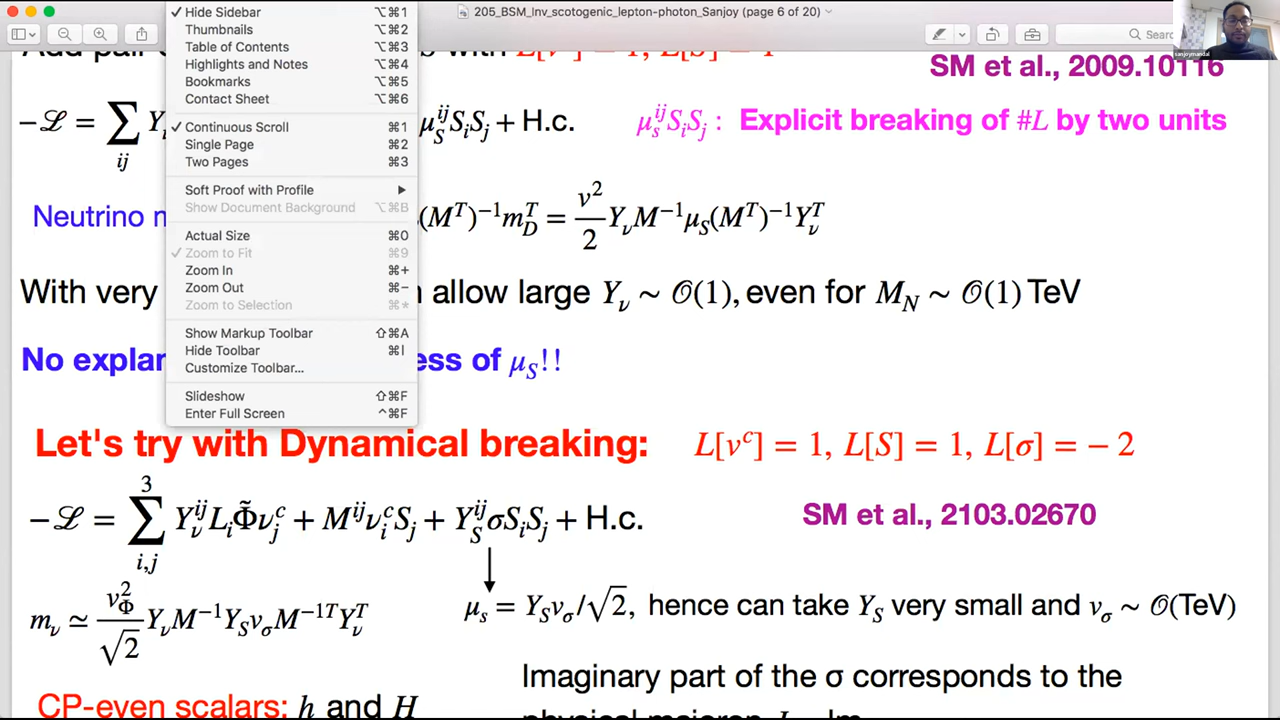 205_BSM_Inv_scotogenic_lepton-photon_Sanjoy (page 6 of 20)
Hide Sidebar ⌥⌘1
Thumbnails ⌥⌘2
Table of Contents ⌥⌘3
Highlights and Notes ⌥⌘4
Bookmarks ⌥⌘5
Contact Sheet ⌥⌘6
Continuous Scroll ⌘1
Single Page ⌘2
Two Pages ⌘3
Soft Proof with Profile
Show Document Background ⌥⌘B
Actual Size ⌘0
Zoom to Fit ⌘9
Zoom In ⌘+
Zoom Out ⌘−
Zoom to Selection ⌘*
Show Markup Toolbar ⇧⌘A
Hide Toolbar ⌘|
Customize Toolbar...
Slideshow ⇧⌘F
Enter Full Screen ^⌘F
sanjoymandal
Add pair
SM et al., 2009.10116
−ℒ = ∑ij Y μ_S^ij S_i S_j + H.c. μ_s^ij S_i S_j : Explicit breaking of #L by two units
Neutrino m (M^T)^−1 m_D^T = v^2/2 Y_ν M^−1 μ_S (M^T)^−1 Y_ν^T
With very allow large Y_ν ∼ 𝒪(1), even for M_N ∼ 𝒪(1) TeV
No explan ess of μ_S!!
Let's try with Dynamical breaking: L[ν^c] = 1, L[S] = 1, L[σ] = − 2
−ℒ = ∑_{i,j}^3 Y_ν^ij L_i Φ̃ ν_j^c + M^ij ν_i^c S_j + Y_S^ij σ S_i S_j + H.c. SM et al., 2103.02670
m_ν ≃ v_Φ^2/√2 Y_ν M^−1 Y_S v_σ M^−1T Y_ν^T μ_s = Y_S v_σ/√2, hence can take Y_S very small and v_σ ∼ 𝒪(TeV)
Imaginary part of the σ corresponds to the
CP-even scalars: h and H physical majoron